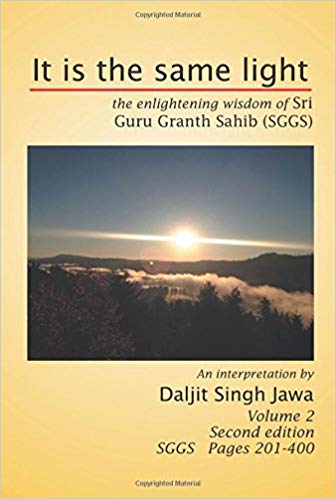 Copyrighted Material
It is the same light
the enlightening wisdom of Sri
Guru Granth Sahib (SGGS)
An interpretation by
Daljit Singh Jawa
Volume 2
Second edition
SGGS Pages 201-400
Copyrighted Material